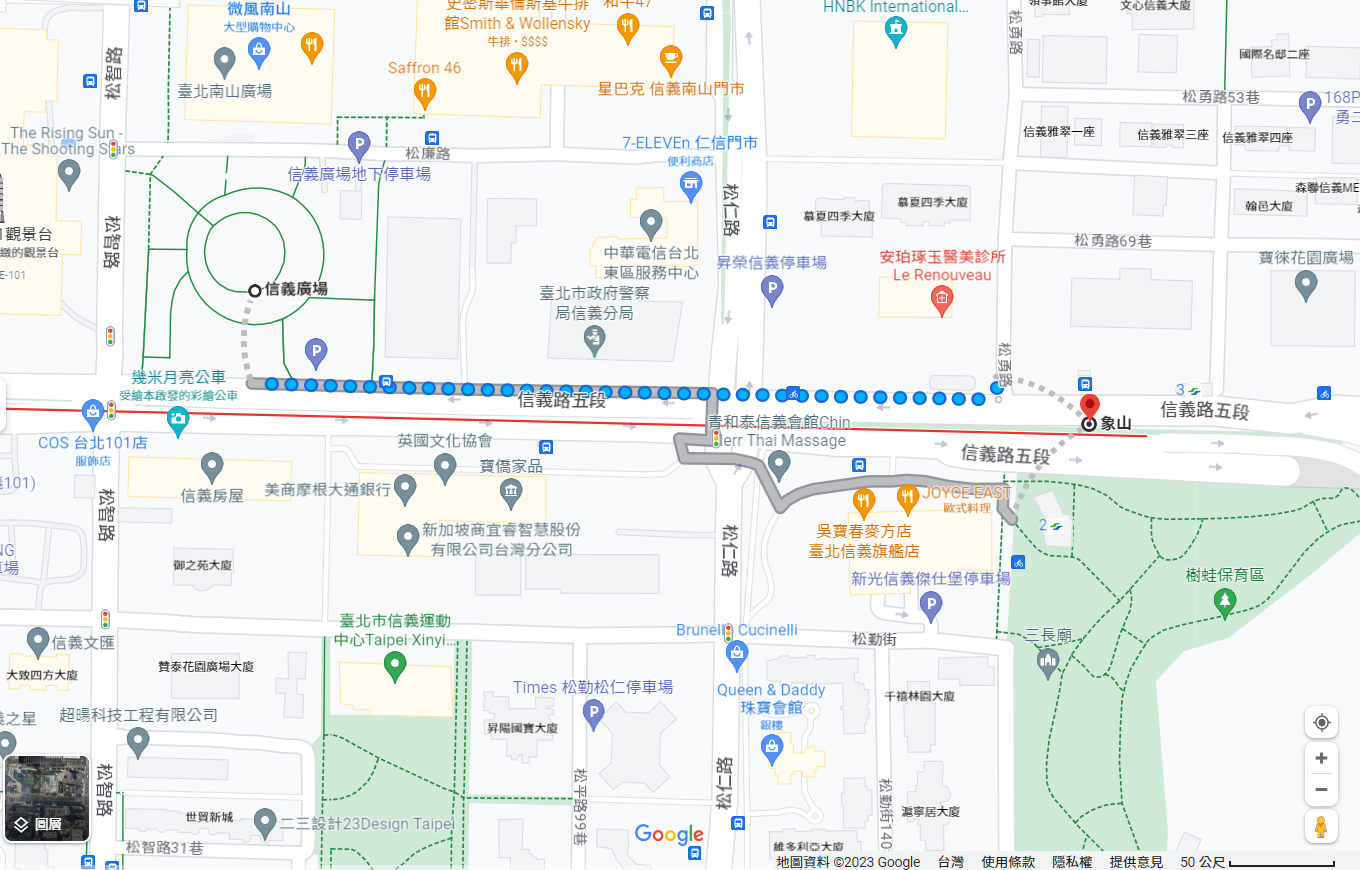 微風南山
大型購物中心
史密斯華倫斯基牛排
館Smith & Wollensky
牛排・$$$$
和牛47
HNBK International...
松勇路
領事館大廈
文心信義大廈
國際名邸二座
松智路
臺北南山廣場
Saffron 46
星巴克 信義南山門市
松勇路53巷
168P
The Rising Sun -
The Shooting Stars
松廉路
信義廣場地下停車場
7-ELEVEn 仁信門市
便利商店
信義雅翠一座
信義雅翠三座
信義雅翠四座
森聯信義ME
翰邑大廈
松仁路
慕夏四季大廈
慕夏四季大廈
松勇路69巷
松智路
觀景台
E-101
中華電信台北
東區服務中心
昇榮信義停車場
安珀琢玉醫美診所
Le Renouveau
寶徠花園廣場
信義廣場
臺北市政府警察
局信義分局
松勇路
幾米月亮公車
受繪本啟發的彩繪公車
信義路五段
3
信義路五段
象山
青和泰信義會館Chin
err Thai Massage
COS 台北101店
服飾店
英國文化協會
寶僑家品
信義路五段
信義房屋
美商摩根大通銀行
JOYCE EAST
歐式料理
101)
松智路
新加坡商宜睿智慧股份
有限公司台灣分公司
吳寶春麥方店
臺北信義旗艦店
2
松仁路
御之苑大廈
新光信義傑仕堡停車場
樹蛙保育區
臺北市信義運動
中心Taipei Xinyi...
Brunello Cucinelli
松勤街
三長廟
信義文匯
贊泰花園廣場大廈
大致四方大廈
Times 松勤松仁停車場
Queen & Daddy
珠寶會館
銀樓
千禧林園大廈
義之星
超暘科技工程有限公司
昇陽國寶大廈
松智路
松平路99巷
松仁路
松勤街140
滬寧居大廈
圖層
世貿新城
二三設計23Design Taipei
松智路31巷
Google
維多利亞大廈
地圖資料 ©2023 Google
台灣
使用條款
隱私權
提供意見
50 公尺